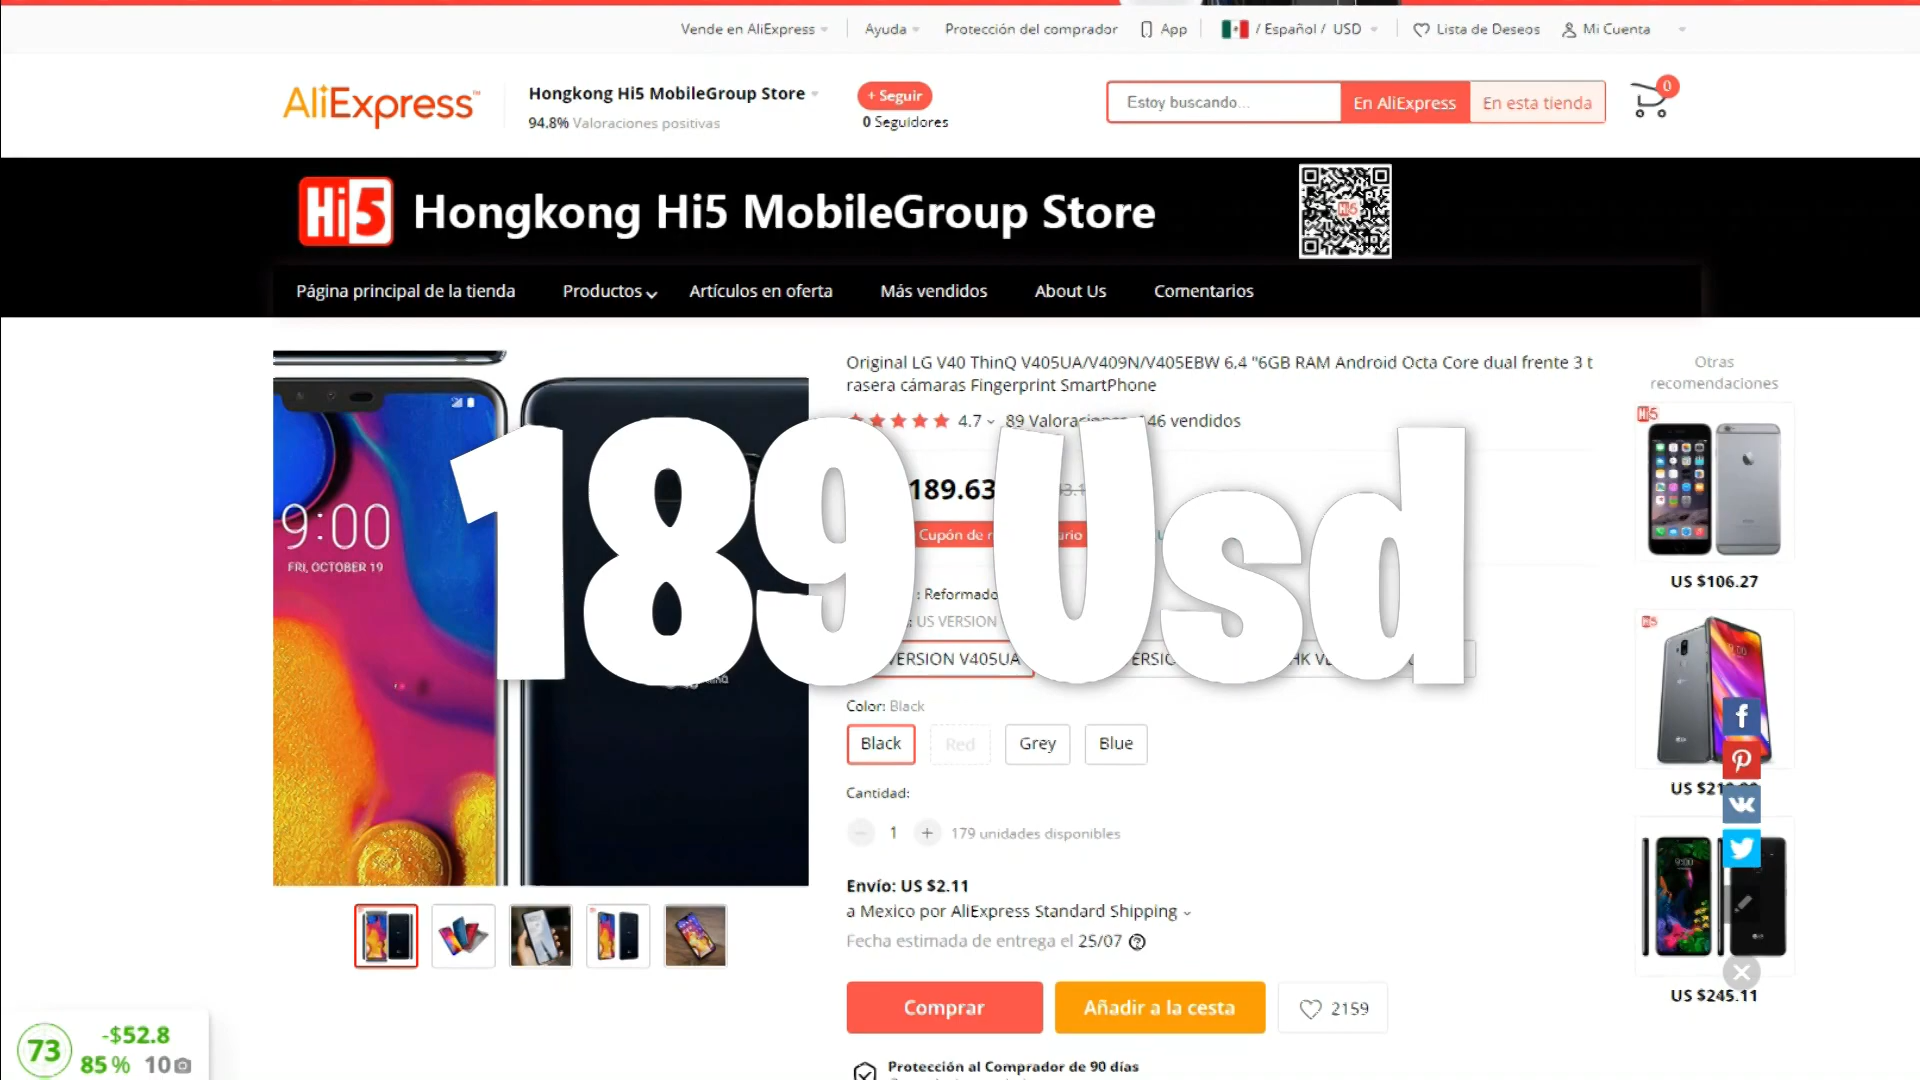 Vende en AliExpress
Ayuda
Protección del comprador
App
/ Español / USD
Lista de Deseos
Mi Cuenta
AliExpress™
Hongkong Hi5 MobileGroup Store
94.8% Valoraciones positivas
+ Seguir
0 Seguidores
Estoy buscando...
En AliExpress
En esta tienda
0
Hi5 Hongkong Hi5 MobileGroup Store
Hi5
Página principal de la tienda
Productos
Artículos en oferta
Más vendidos
About Us
Comentarios
Original LG V40 ThinQ V405UA/V409N/V405EBW 6,4 "6GB RAM Android Octa Core dual frente 3 t
rasera cámaras Fingerprint SmartPhone
4.7
89 Valoraciones
46 vendidos
189.63
Cupón de
189 Usd
: Reformado
: US VERSION
VERSION V405UA
HK
Color: Black
Black
Red
Grey
Blue
Cantidad:
1
179 unidades disponibles
Envío: US $2.11
a Mexico por AliExpress Standard Shipping
Fecha estimada de entrega el 25/07
Comprar
Añadir a la cesta
2159
Protección al Comprador de 90 días
9:00
FRI, OCTOBER 19
Otras
recomendaciones
Hi5
US $106.27
Hi5
US $21
US $245.11
73
-$52.8
85%
10